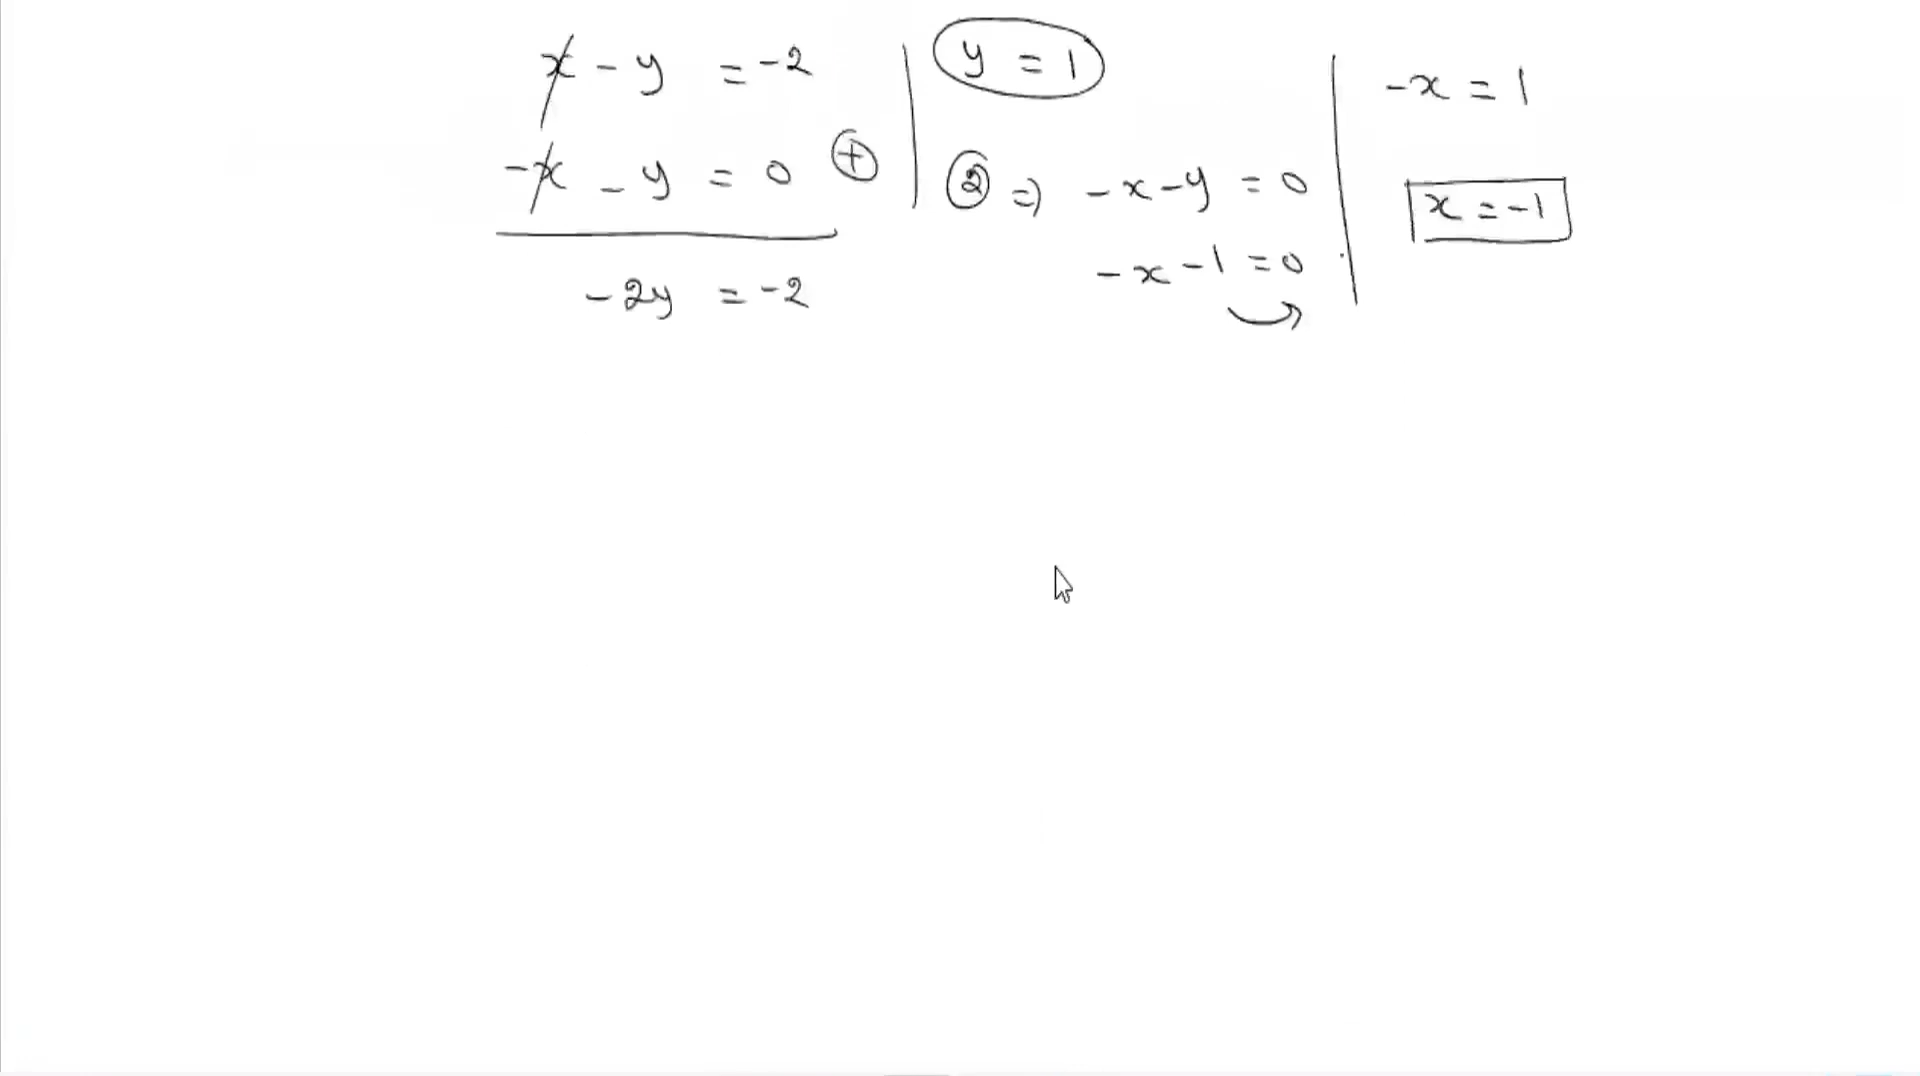 x - y = -2
-x - y = 0 +
-2y = -2
y = 1
② ⇒ -x - y = 0
-x - 1 = 0
-x = 1
x = -1